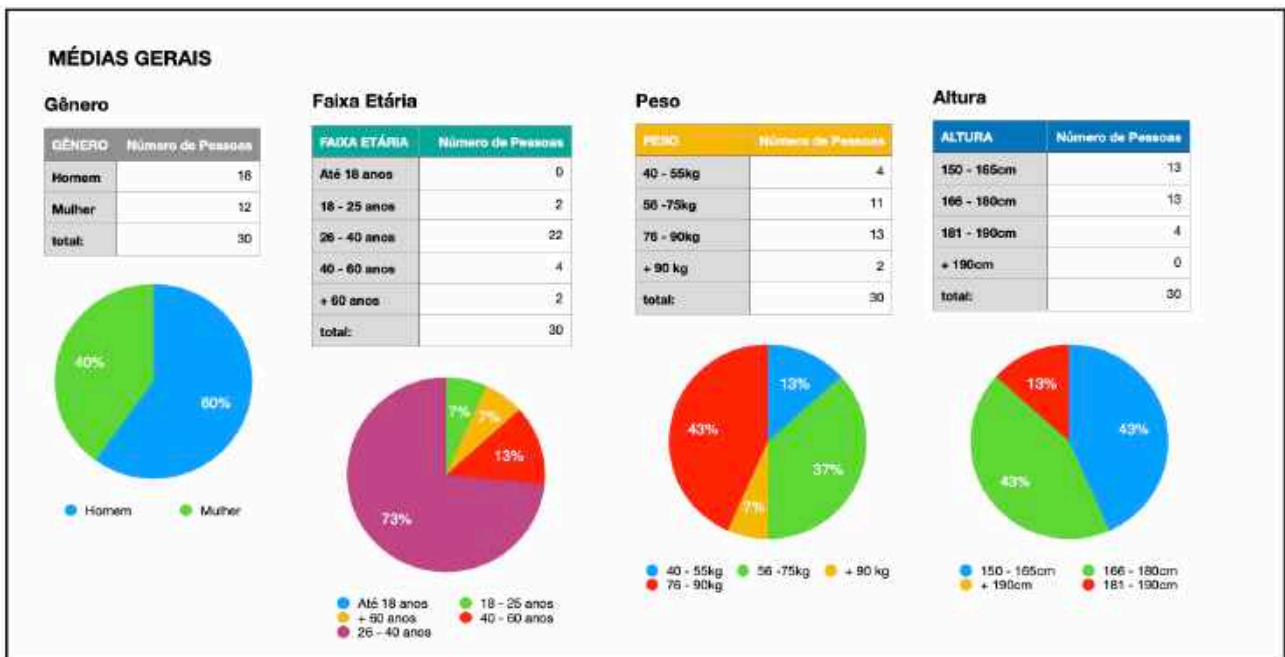 MÉDIAS GERAIS
Gênero
GÊNERO Número de Pessoas
Homem 18
Mulher 12
total: 30
40%
60%
Homem Mulher
Faixa Etária
FAIXA ETÁRIA Número de Pessoas
Até 18 anos 0
18 - 25 anos 2
26 - 40 anos 22
40 - 60 anos 4
+ 60 anos 2
total: 30
7% 7%
13%
73%
Até 18 anos 18 - 25 anos
+ 60 anos 40 - 60 anos
26 - 40 anos
Peso
PESO Número de Pessoas
40 - 55kg 4
56 -75kg 11
76 - 90kg 13
+ 90 kg 2
total: 30
13%
43%
37%
7%
40 - 55kg 56 -75kg + 90 kg
76 - 90kg
Altura
ALTURA Número de Pessoas
150 - 165cm 13
166 - 180cm 13
181 - 190cm 4
+ 190cm 0
total: 30
13%
43%
43%
150 - 165cm 166 - 180cm
+ 190cm 181 - 190cm